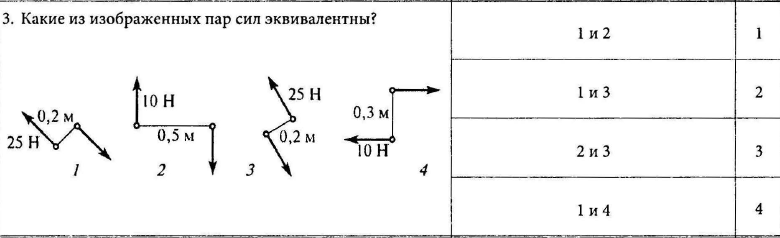 3. Какие из изображенных пар сил эквивалентны?
25 Н
0,2 м
1
10 Н
0,5 м
2
25 Н
0,2 м
3
0,3 м
10 Н
4
1 и 2 1
1 и 3 2
2 и 3 3
1 и 4 4